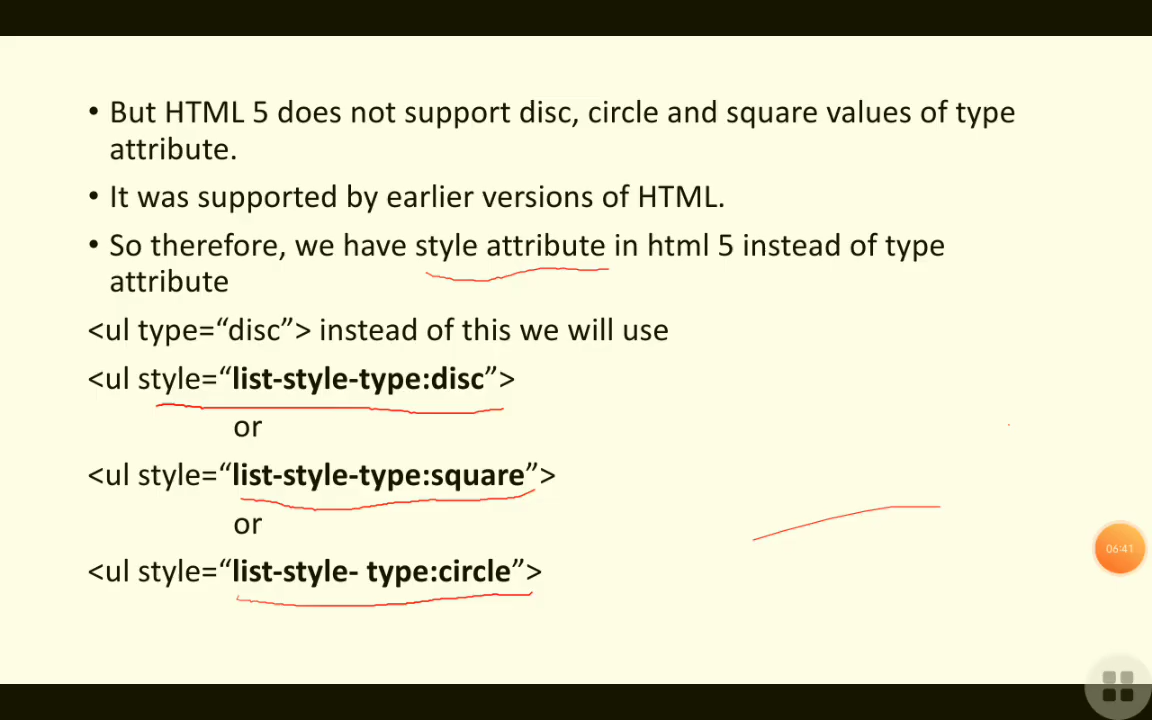 • But HTML 5 does not support disc, circle and square values of type
attribute.
• It was supported by earlier versions of HTML.
• So therefore, we have style attribute in html 5 instead of type
attribute
<ul type=“disc”> instead of this we will use
<ul style=“list-style-type:disc”>
or
<ul style=“list-style-type:square”>
or
<ul style=“list-style- type:circle”>
06:41